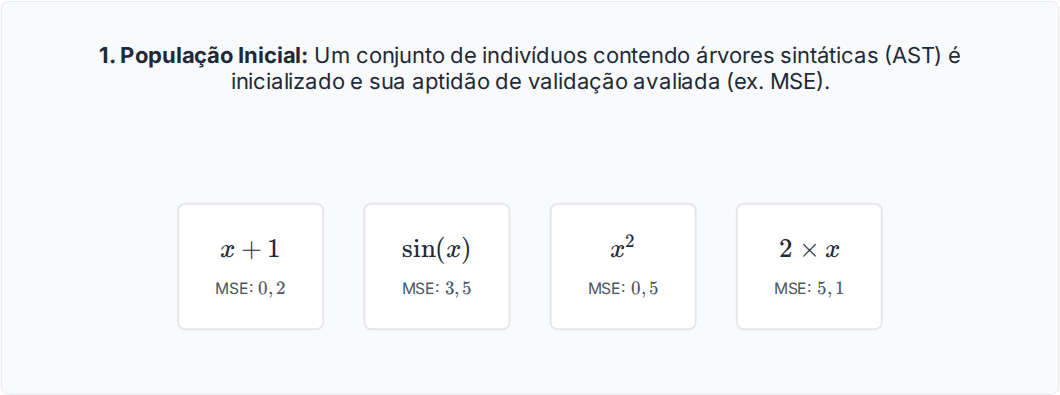 1. População Inicial: Um conjunto de indivíduos contendo árvores sintáticas (AST) é
inicializado e sua aptidão de validação avaliada (ex. MSE).
x + 1
MSE: 0, 2
sin(x)
MSE: 3, 5
x²
MSE: 0, 5
2 × x
MSE: 5, 1